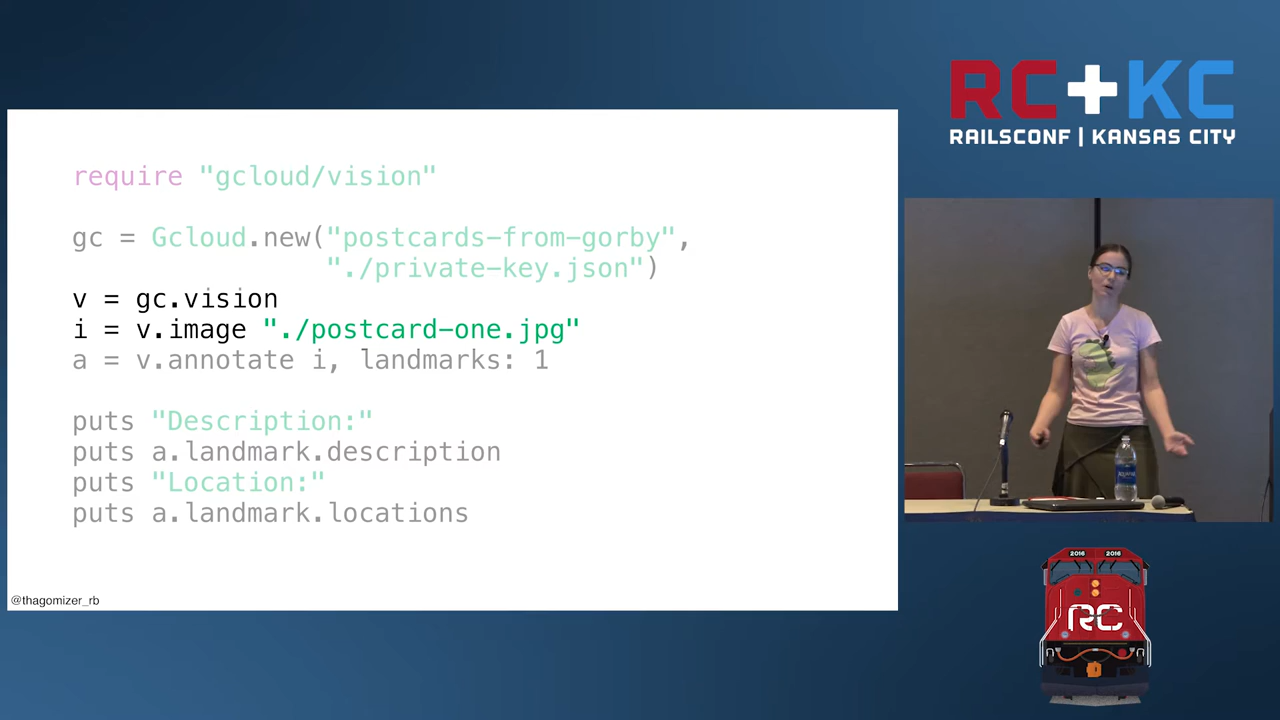 require "gcloud/vision"
gc = Gcloud.new("postcards-from-gorby",
"./private-key.json")
v = gc.vision
i = v.image "./postcard-one.jpg"
a = v.annotate i, landmarks: 1
puts "Description:"
puts a.landmark.description
puts "Location:"
puts a.landmark.locations
@thagomizer_rb
RC+KC
RAILSCONF | KANSAS CITY
2016 2016
RC